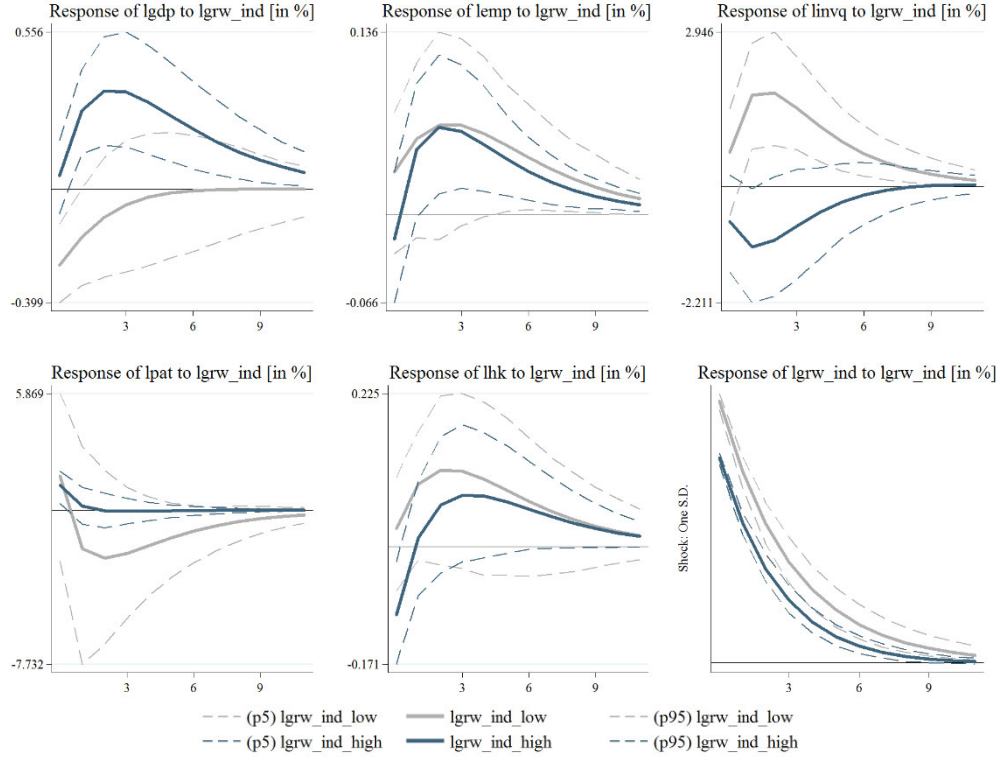 Response of lgdp to lgrw_ind [in %]
0.556
-0.399
3 6 9
Response of lemp to lgrw_ind [in %]
0.136
-0.066
3 6 9
Response of linvq to lgrw_ind [in %]
2.946
-2.211
3 6 9
Response of lpat to lgrw_ind [in %]
5.869
-7.732
3 6 9
Response of lhk to lgrw_ind [in %]
0.225
-0.171
3 6 9
Response of lgrw_ind to lgrw_ind [in %]
Shock: One S.D.
3 6 9
(p5) lgrw_ind_low lgrw_ind_low (p95) lgrw_ind_low
(p5) lgrw_ind_high lgrw_ind_high (p95) lgrw_ind_high